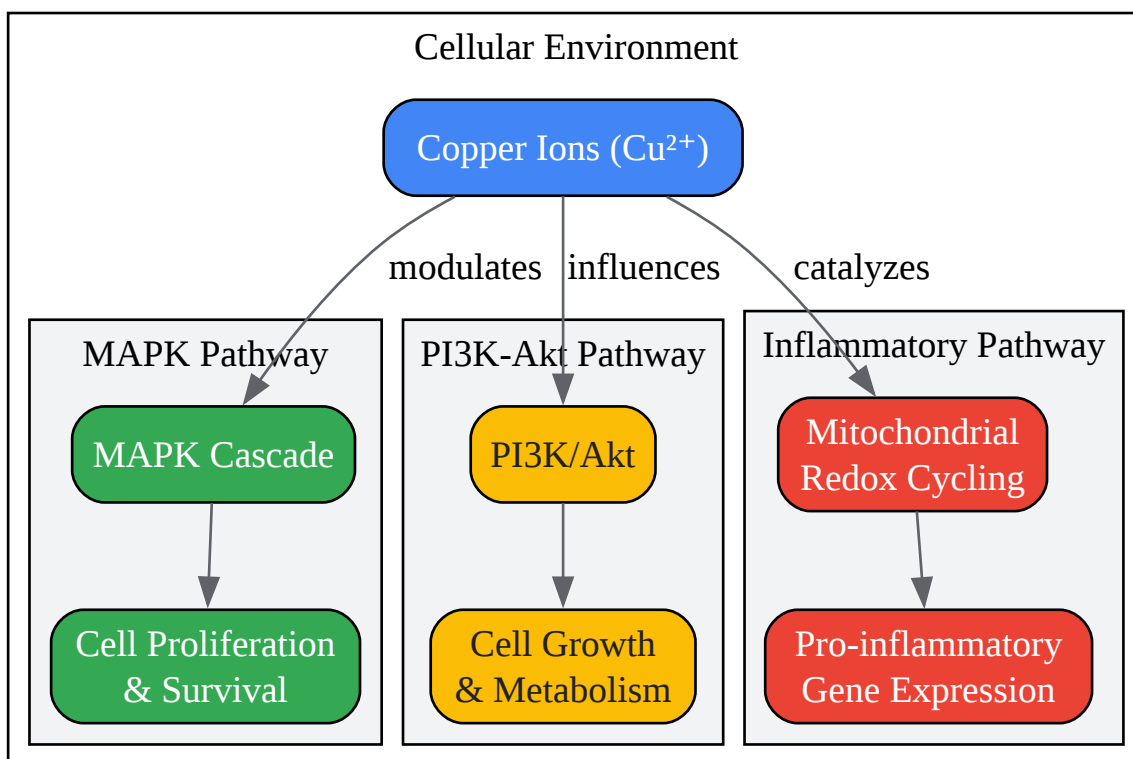 Cellular Environment
Copper Ions (Cu²⁺)
modulates
influences
catalyzes
MAPK Pathway
MAPK Cascade
Cell Proliferation
& Survival
PI3K-Akt Pathway
PI3K/Akt
Cell Growth
& Metabolism
Inflammatory Pathway
Mitochondrial
Redox Cycling
Pro-inflammatory
Gene Expression